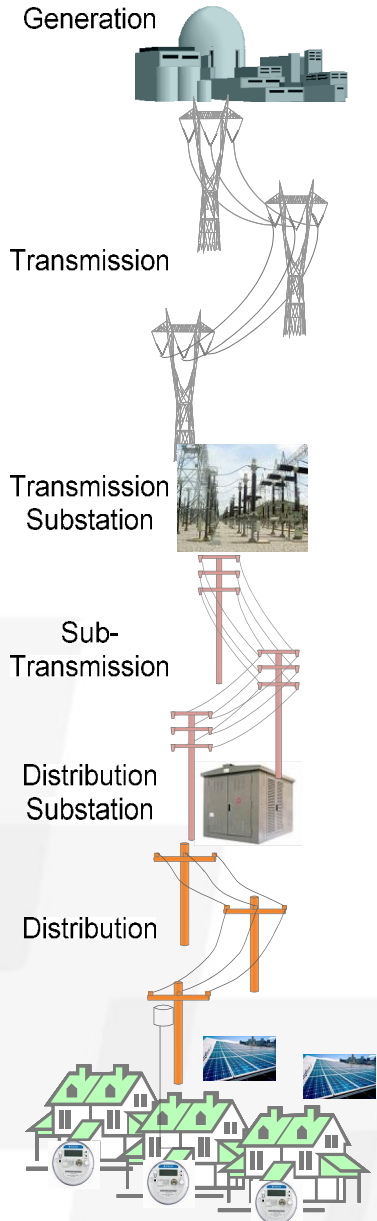 Generation
Transmission
Transmission
Substation
Sub-
Transmission
Distribution
Substation
Distribution